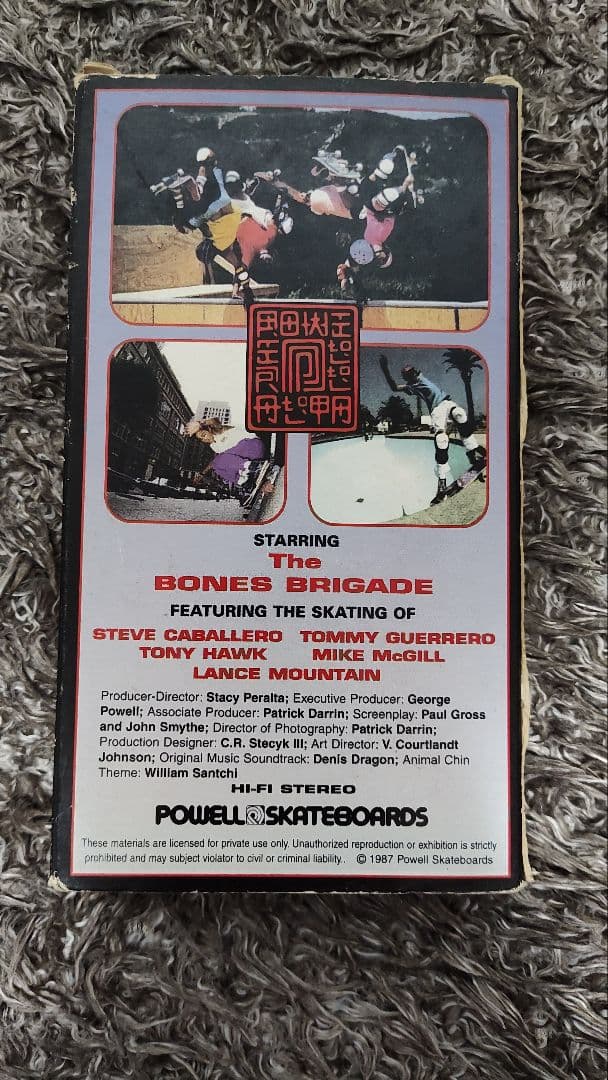 STARRING
The
BONES BRIGADE
FEATURING THE SKATING OF
STEVE CABALLERO TOMMY GUERRERO
TONY HAWK MIKE McGILL
LANCE MOUNTAIN
Producer-Director: Stacy Peralta; Executive Producer: George
Powell; Associate Producer: Patrick Darrin; Screenplay: Paul Gross
and John Smythe; Director of Photography: Patrick Darrin;
Production Designer: C.R. Stecyk III; Art Director: V. Courtlandt
Johnson; Original Music Soundtrack: Denis Dragon; Animal Chin
Theme: William Santchi
HI-FI STEREO
POWELL SKATEBOARDS
These materials are licensed for private use only. Unauthorized reproduction or exhibition is strictly
prohibited and may subject violator to civil or criminal liability.. © 1987 Powell Skateboards